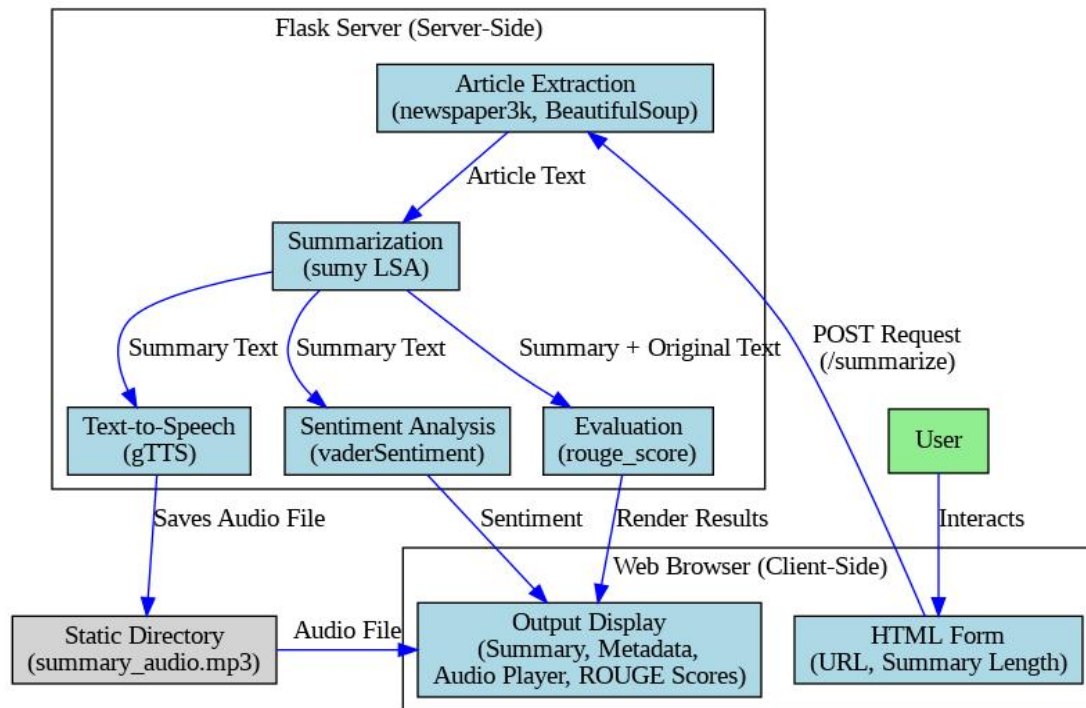 Flask Server (Server-Side)
Article Extraction
(newspaper3k, BeautifulSoup)
Article Text
Summarization
(sumy LSA)
POST Request
(/summarize)
Summary Text
Summary Text
Summary + Original Text
Text-to-Speech
(gTTS)
Sentiment Analysis
(vaderSentiment)
Evaluation
(rouge_score)
User
Saves Audio File
Sentiment
Render Results
Interacts
Web Browser (Client-Side)
Static Directory
(summary_audio.mp3)
Audio File
Output Display
(Summary, Metadata,
Audio Player, ROUGE Scores)
HTML Form
(URL, Summary Length)